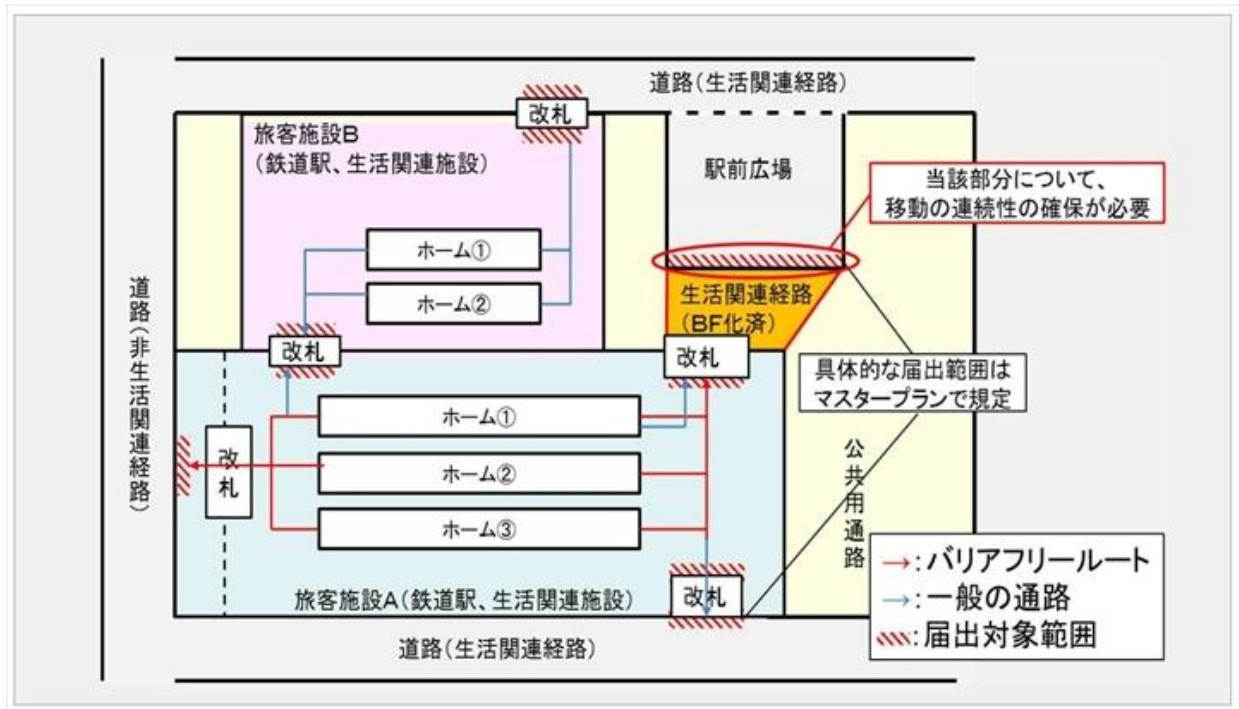 道路(生活関連経路)
改札
旅客施設B
(鉄道駅、生活関連施設)
駅前広場
当該部分について、
移動の連続性の確保が必要
ホーム①
ホーム②
生活関連経路
(BF化済)
道路(非生活関連経路)
改札
改札
具体的な届出範囲は
マスタープランで規定
ホーム①
改札
ホーム②
ホーム③
公共用通路
改札
旅客施設A(鉄道駅、生活関連施設)
道路(生活関連経路)
→:バリアフリールート
→:一般の通路
:届出対象範囲